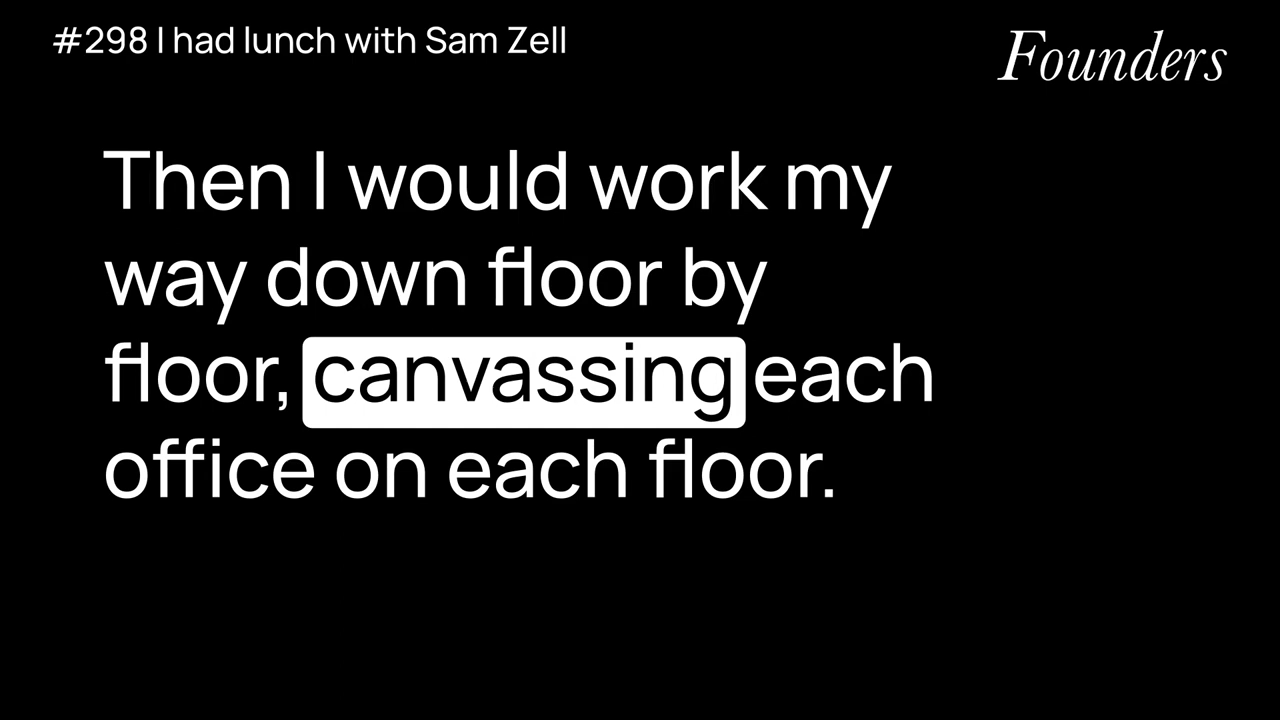 #298 I had lunch with Sam Zell
Founders
Then I would work my
way down floor by
floor, canvassing each
office on each floor.